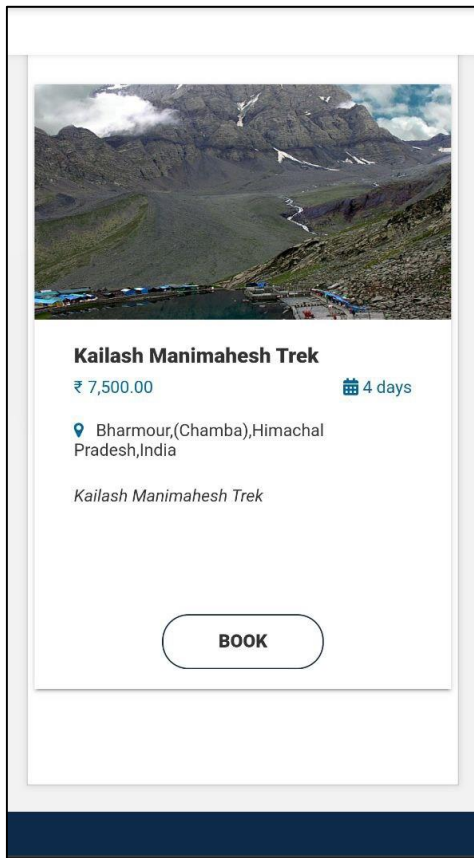 Kailash Manimahesh Trek
₹ 7,500.00
4 days
Bharmour,(Chamba),Himachal
Pradesh,India
Kailash Manimahesh Trek
BOOK